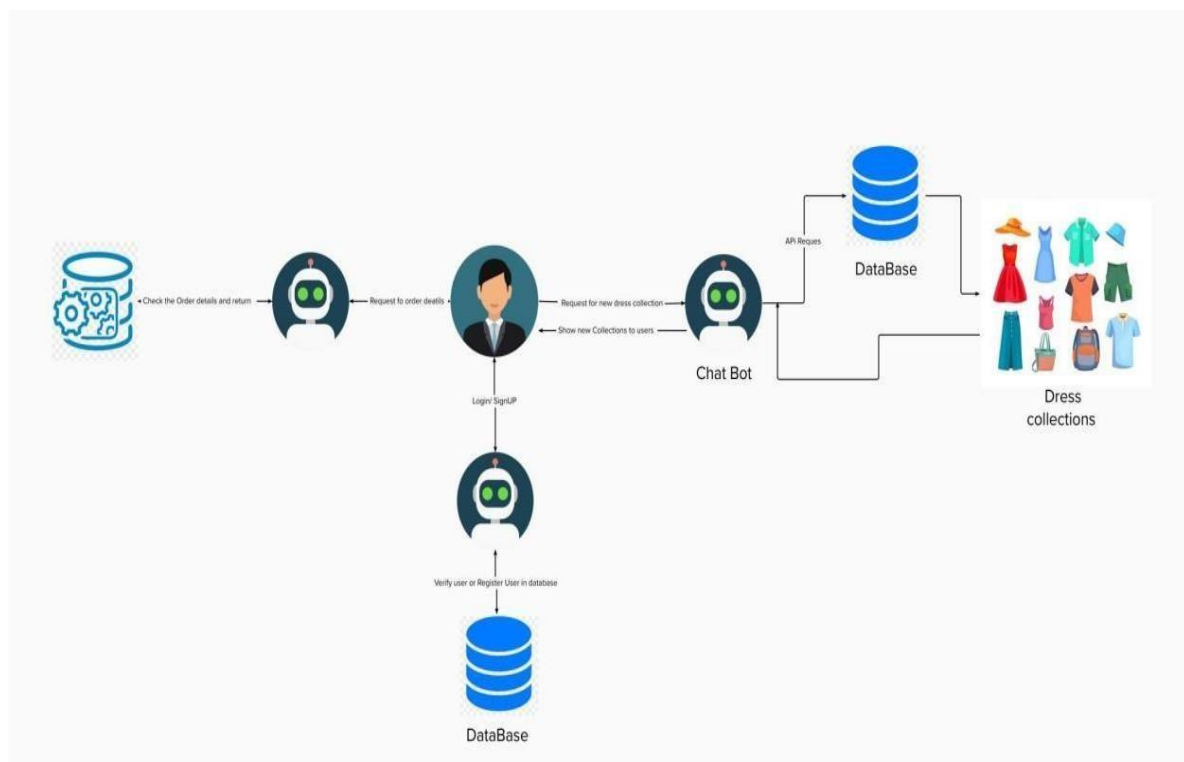 DataBase
APi Reques
Check the Order details and return
Request fo order deatils
Request for new dress collection
Show new Collections to users
Chat Bot
Dress
collections
Login/ SignUP
Verify user or Register User in database
DataBase